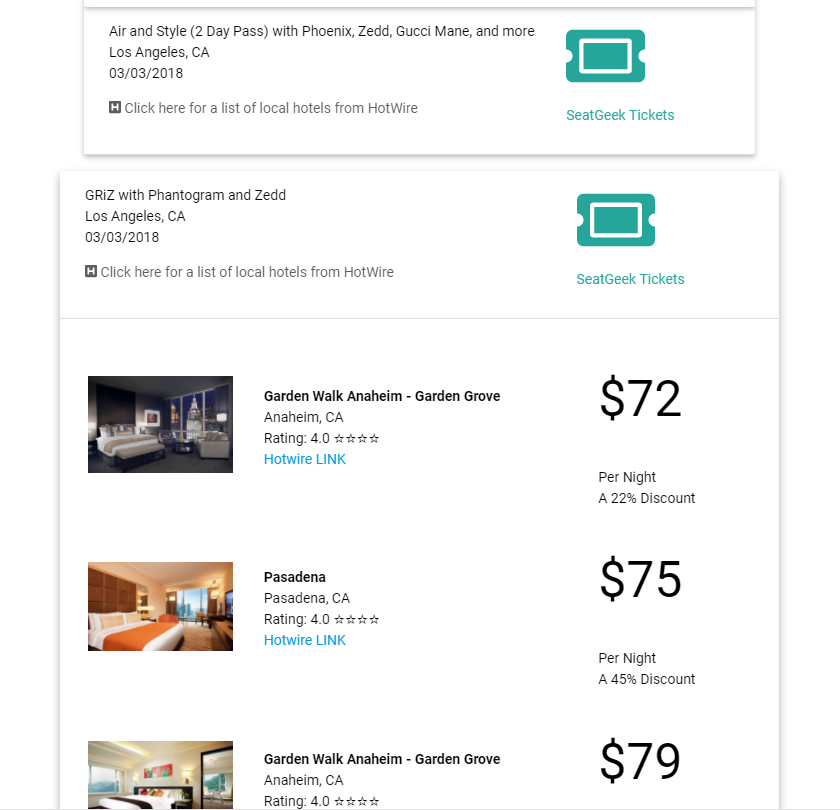 Air and Style (2 Day Pass) with Phoenix, Zedd, Gucci Mane, and more
Los Angeles, CA
03/03/2018
H Click here for a list of local hotels from HotWire
SeatGeek Tickets
GRiZ with Phantogram and Zedd
Los Angeles, CA
03/03/2018
H Click here for a list of local hotels from HotWire
SeatGeek Tickets
Garden Walk Anaheim - Garden Grove
Anaheim, CA
Rating: 4.0 ☆☆☆☆
Hotwire LINK
$72
Per Night
A 22% Discount
Pasadena
Pasadena, CA
Rating: 4.0 ☆☆☆☆
Hotwire LINK
$75
Per Night
A 45% Discount
Garden Walk Anaheim - Garden Grove
Anaheim, CA
Rating: 4.0 ☆☆☆☆
$79